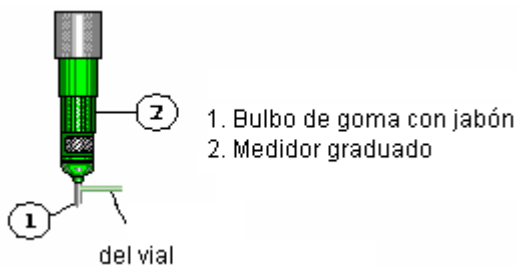 2
1. Bulbo de goma con jabón
2. Medidor graduado
1
del vial